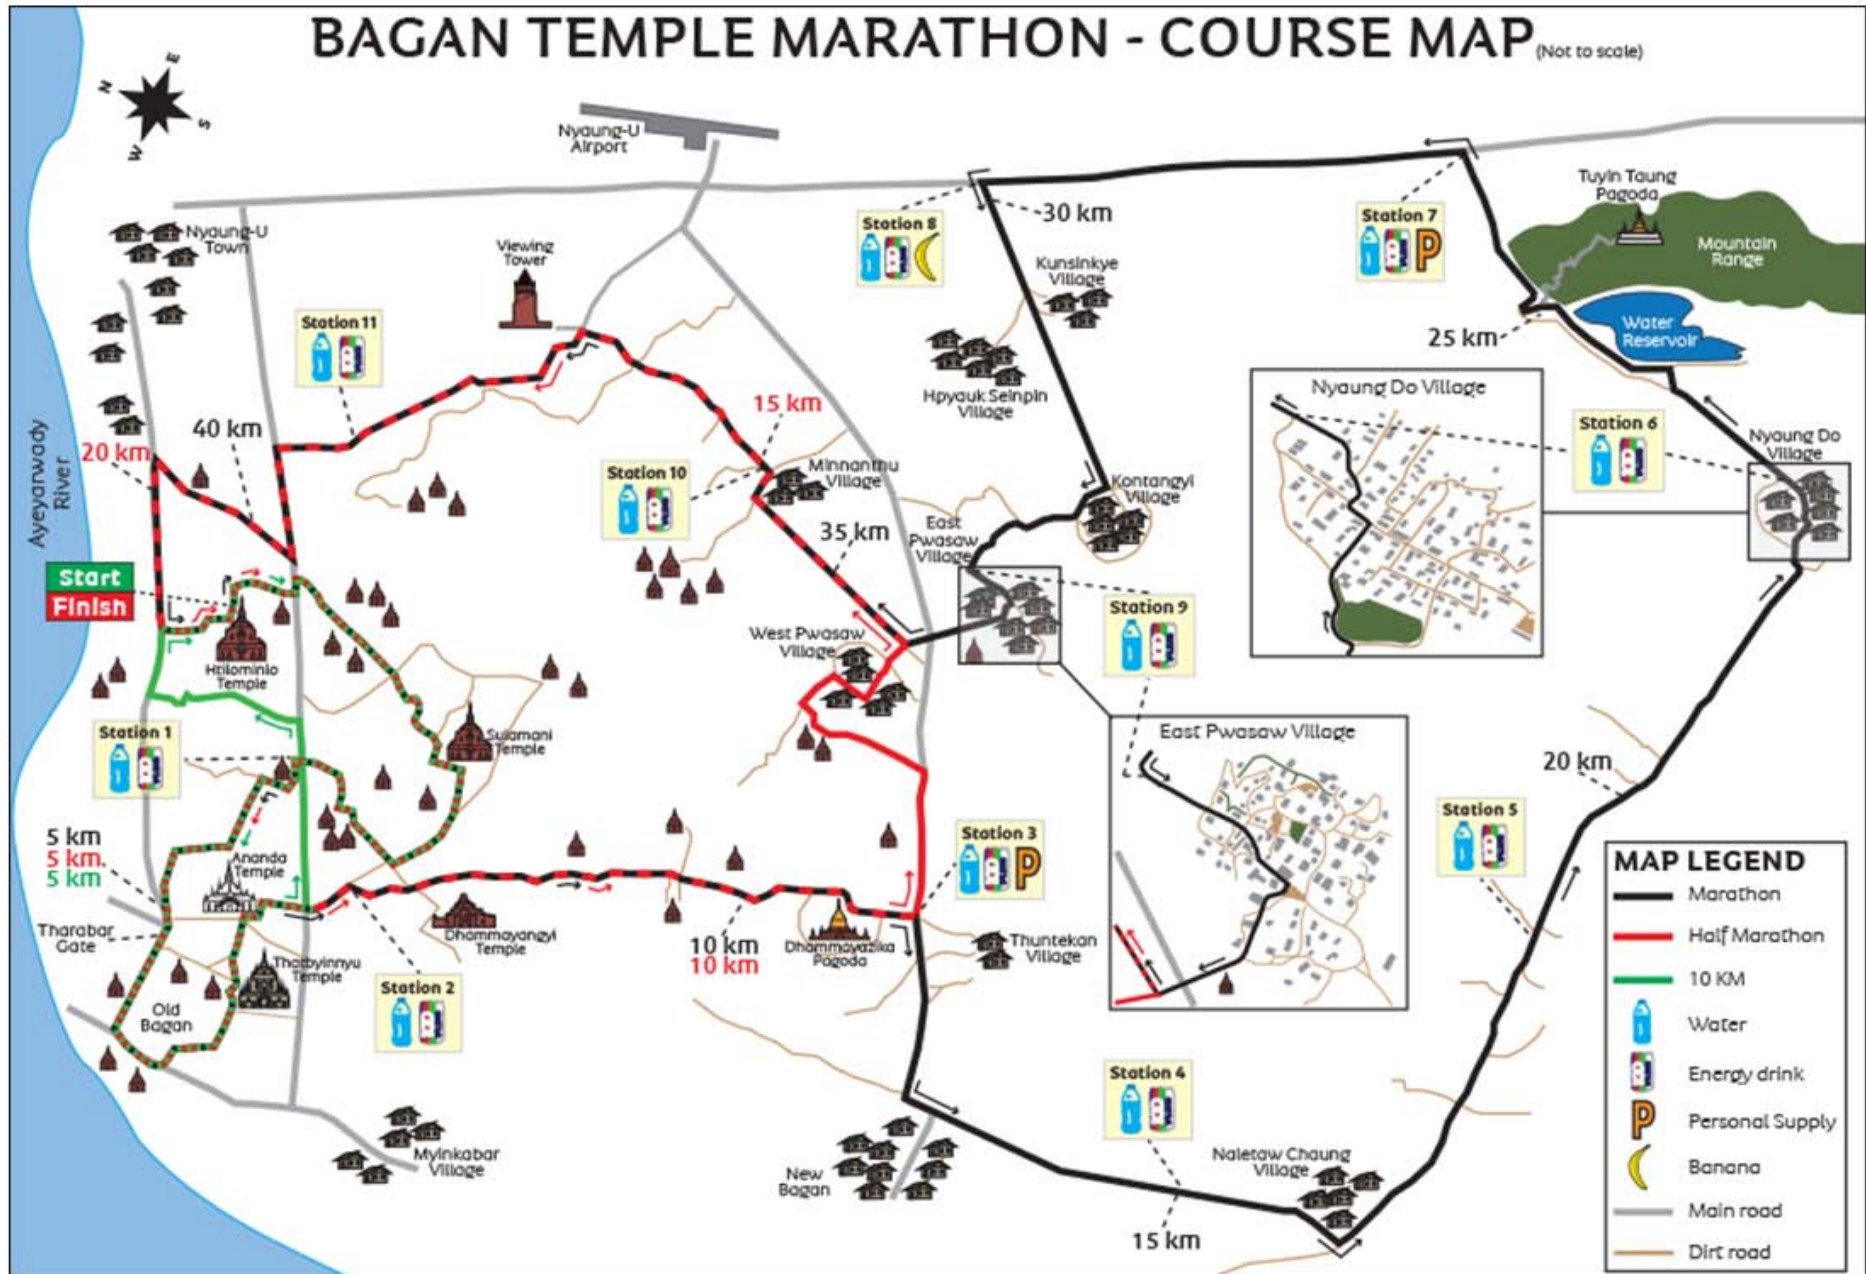 BAGAN TEMPLE MARATHON - COURSE MAP (Not to scale)
N
E
S
W
Nyaung-U
Airport
Nyaung-U
Town
Viewing
Tower
Station 8
30 km
Kunsinkye
Village
Station 7
P
Tuyin Taung
Pagoda
Mountain
Range
Water
Reservoir
25 km
Station 11
Hpyauk Seinpin
Village
Nyaung Do Village
Station 6
Nyaung Do
Village
15 km
40 km
20 km
Ayeyarwady
River
Station 10
Minnanthu
Village
Kontangyi
Village
35 km
East
Pwasaw
Village
Start
Finish
Station 9
West Pwasaw
Village
Htilominlo
Temple
Station 1
Sulamani
Temple
East Pwasaw Village
20 km
Station 5
5 km
5 km.
5 km
Ananda
Temple
Station 3
P
Tharabar
Gate
Dhammayangyi
Temple
10 km
10 km
Dhammayazika
Pagoda
Thuntekan
Village
Thatbyinnyu
Temple
Old
Bagan
Station 2
Station 4
Myinkabar
Village
New
Bagan
Naletaw Chaung
Village
15 km
MAP LEGEND
Marathon
Half Marathon
10 KM
Water
Energy drink
P Personal Supply
Banana
Main road
Dirt road